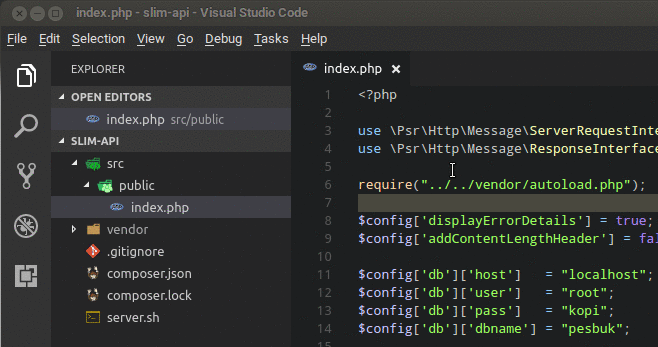 index.php - slim-api - Visual Studio Code
File Edit Selection View Go Debug Tasks Help
EXPLORER
OPEN EDITORS
index.php src/public
SLIM-API
src
public
index.php
vendor
.gitignore
composer.json
composer.lock
server.sh
index.php ×
1 <?php
2
3 use \Psr\Http\Message\ServerRequestInte
4 use \Psr\Http\Message\ResponseInterface
5
6 require("../../vendor/autoload.php");
7
8 $config['displayErrorDetails'] = true;
9 $config['addContentLengthHeader'] = fal
10
11 $config['db']['host']   = "localhost";
12 $config['db']['user']   = "root";
13 $config['db']['pass']   = "kopi";
14 $config['db']['dbname'] = "pesbuk";
15